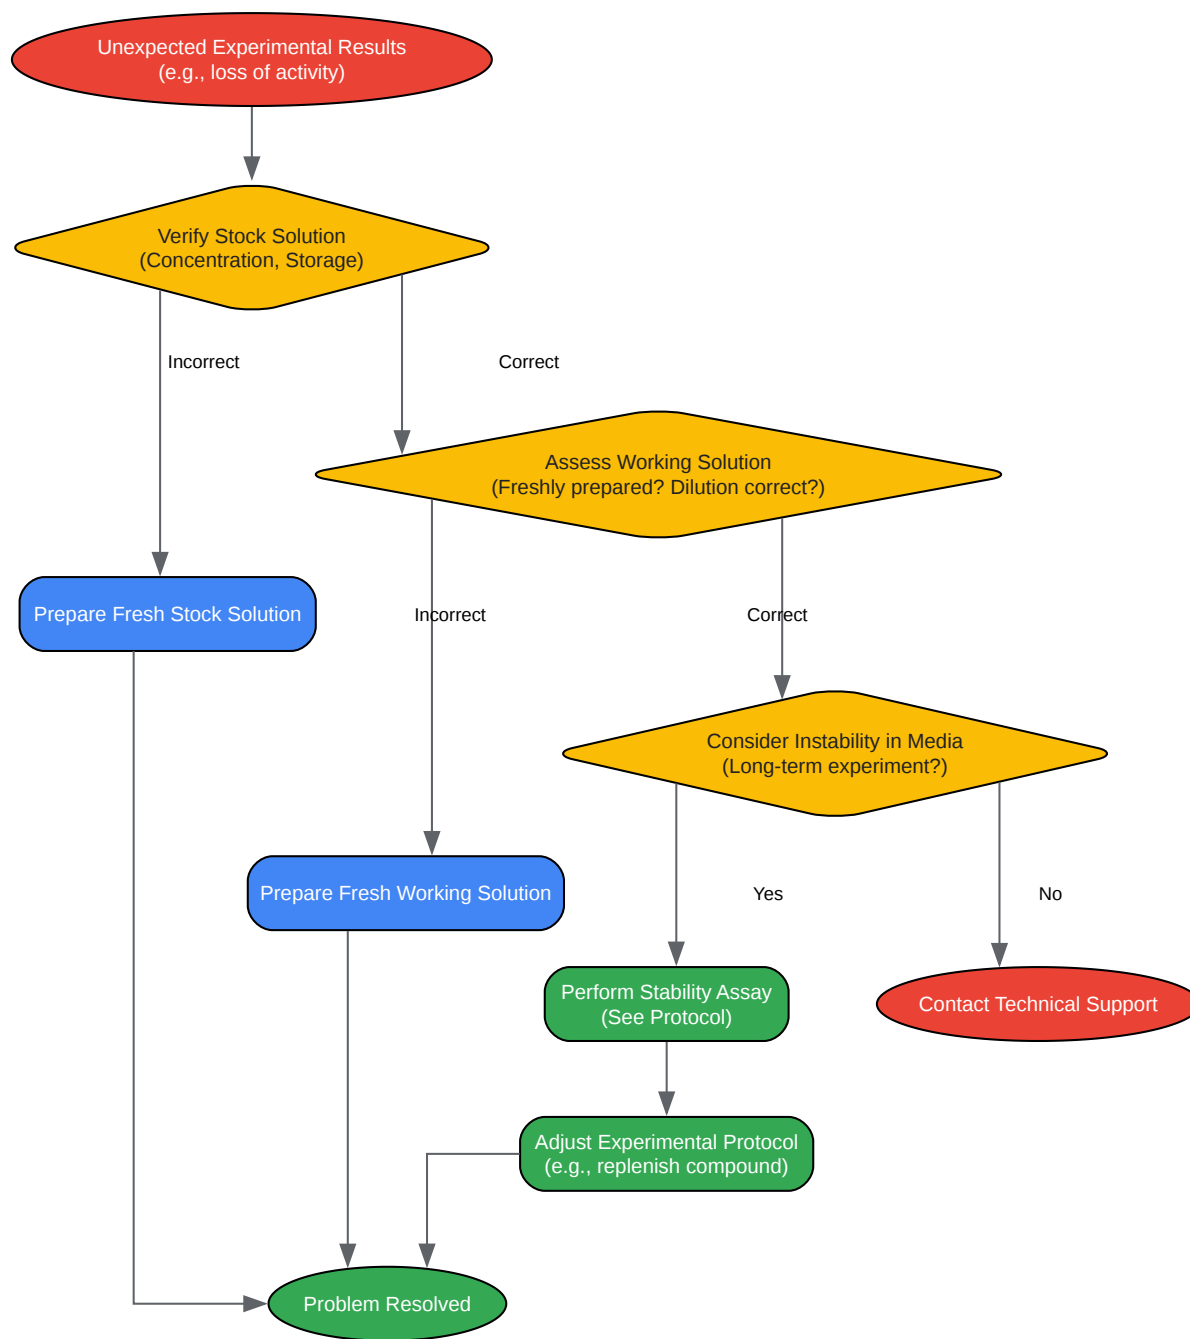 Unexpected Experimental Results
(e.g., loss of activity)
Verify Stock Solution
(Concentration, Storage)
Incorrect
Correct
Assess Working Solution
(Freshly prepared? Dilution correct?)
Prepare Fresh Stock Solution
Incorrect
Correct
Consider Instability in Media
(Long-term experiment?)
Prepare Fresh Working Solution
Yes
No
Perform Stability Assay
(See Protocol)
Contact Technical Support
Adjust Experimental Protocol
(e.g., replenish compound)
Problem Resolved